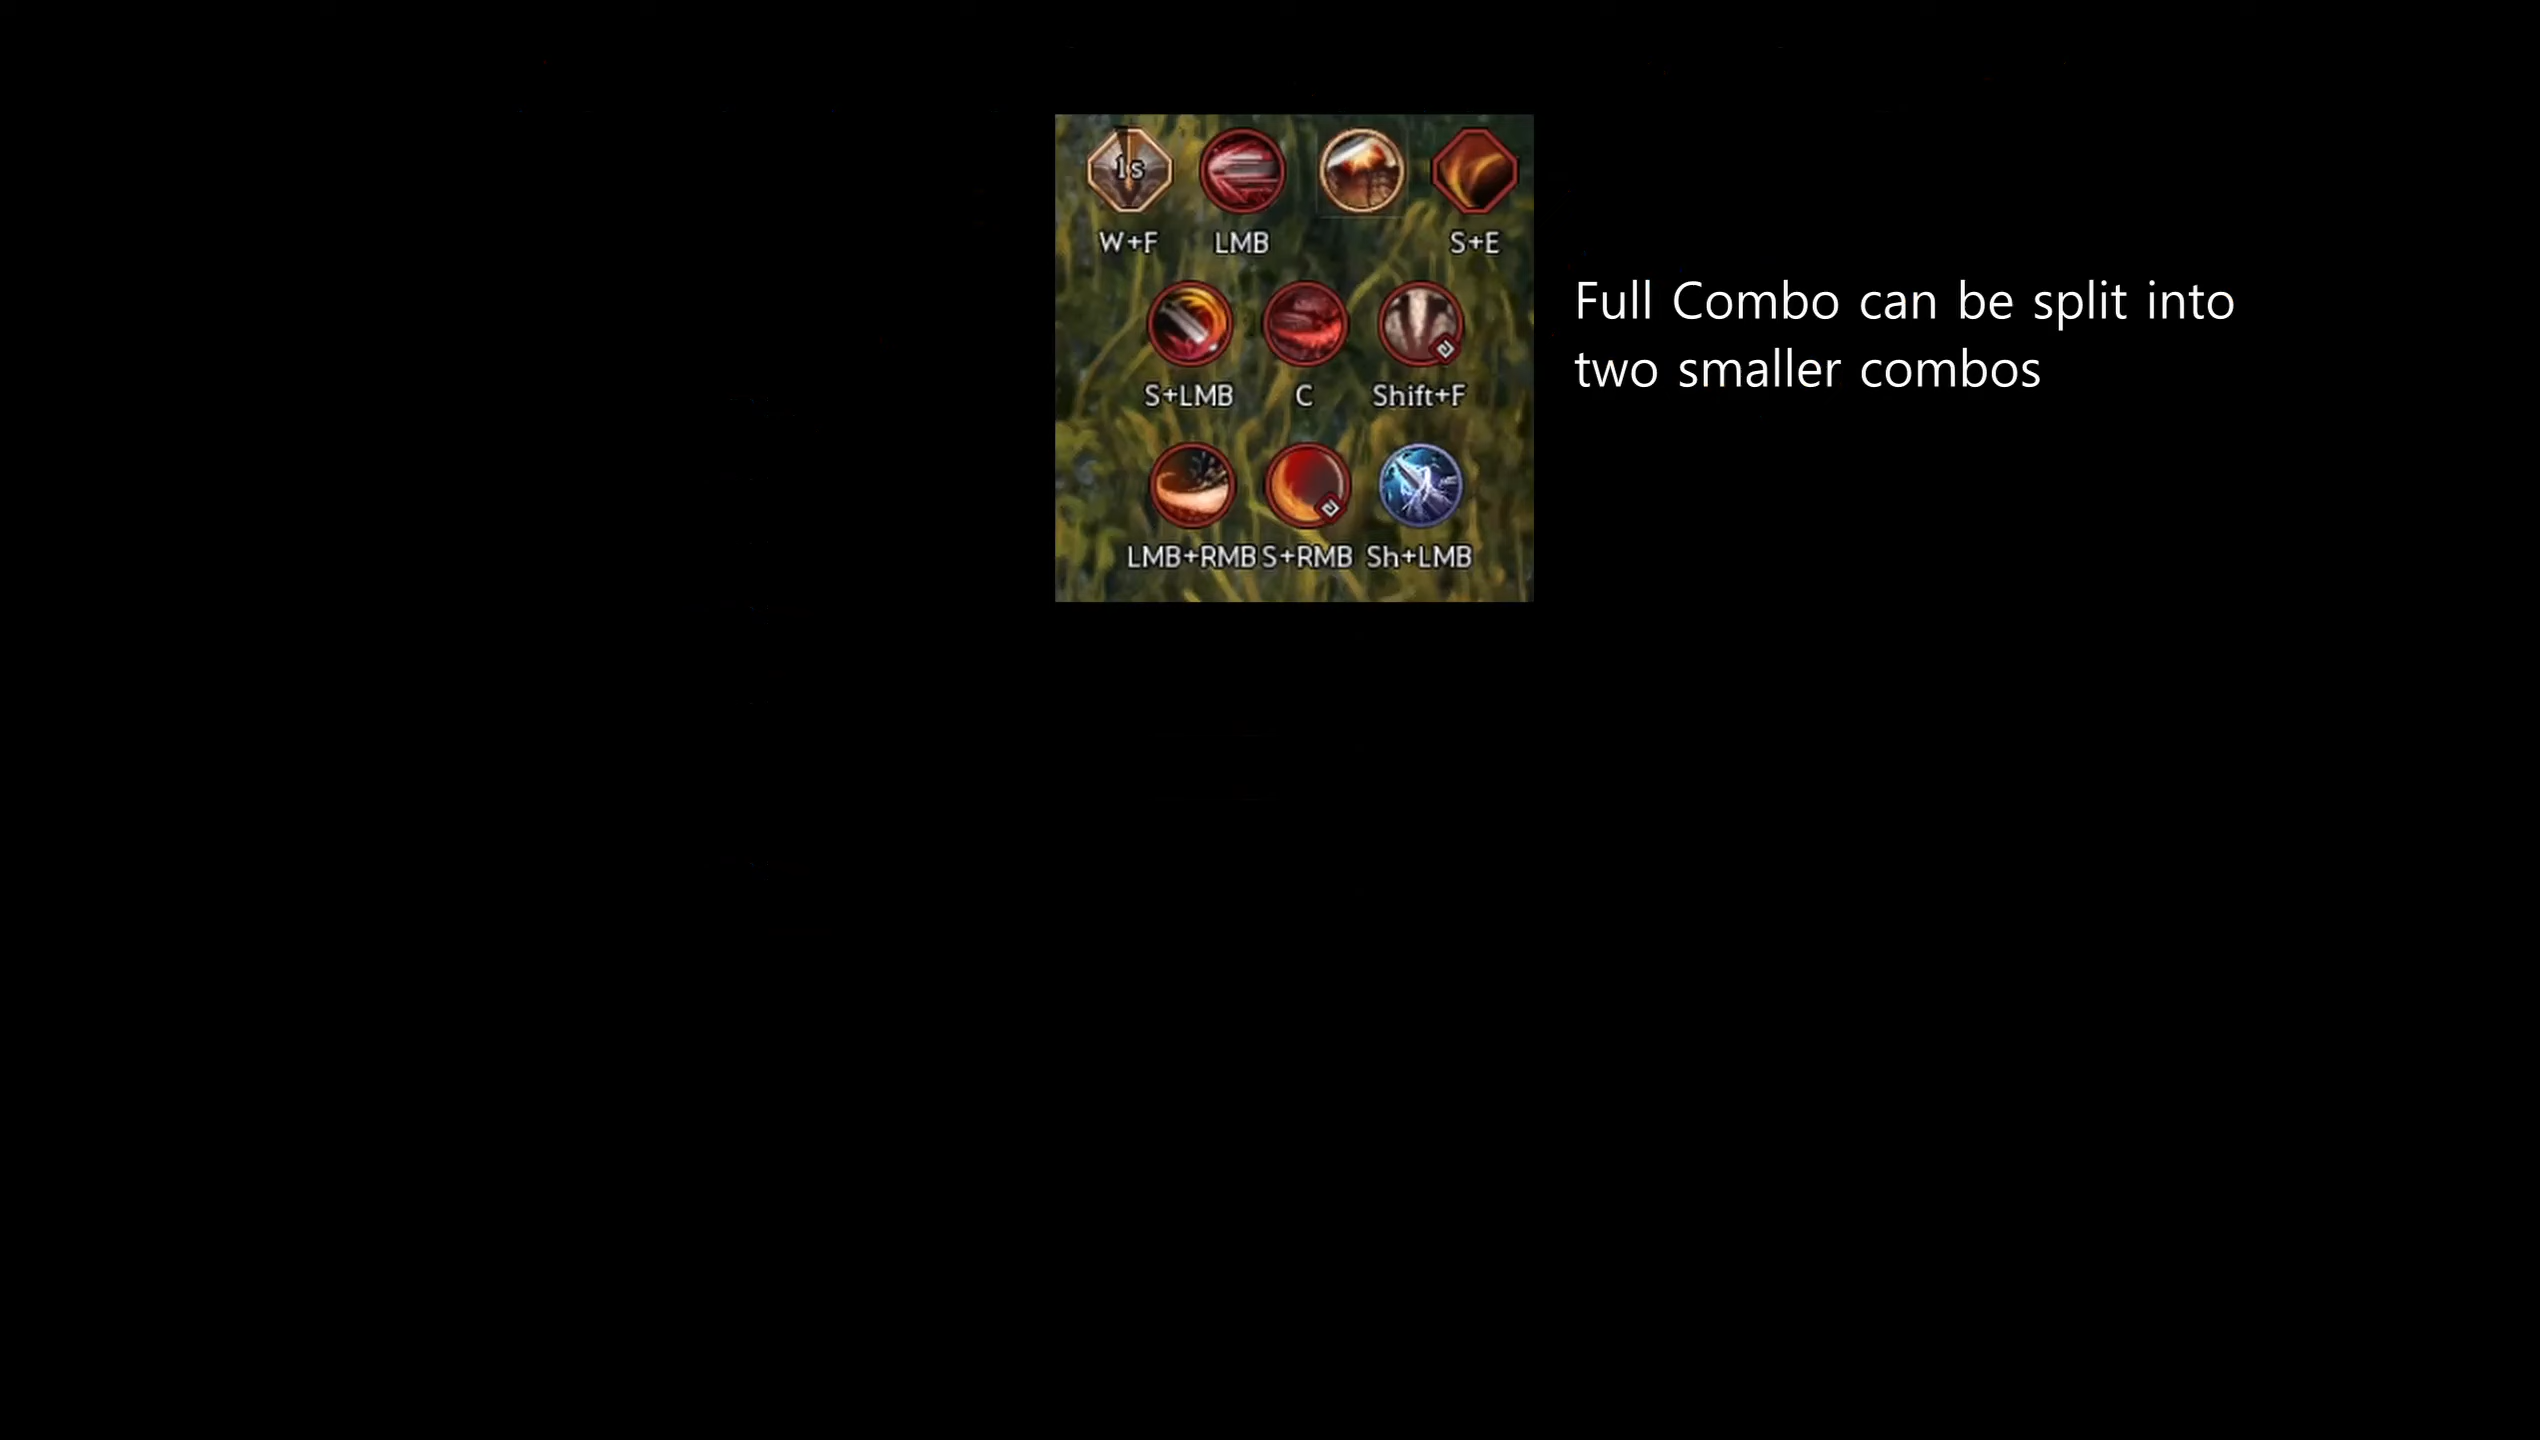 1s
W+F LMB S+E
S+LMB C Shift+F
LMB+RMB S+RMB Sh+LMB
Full Combo can be split into
two smaller combos